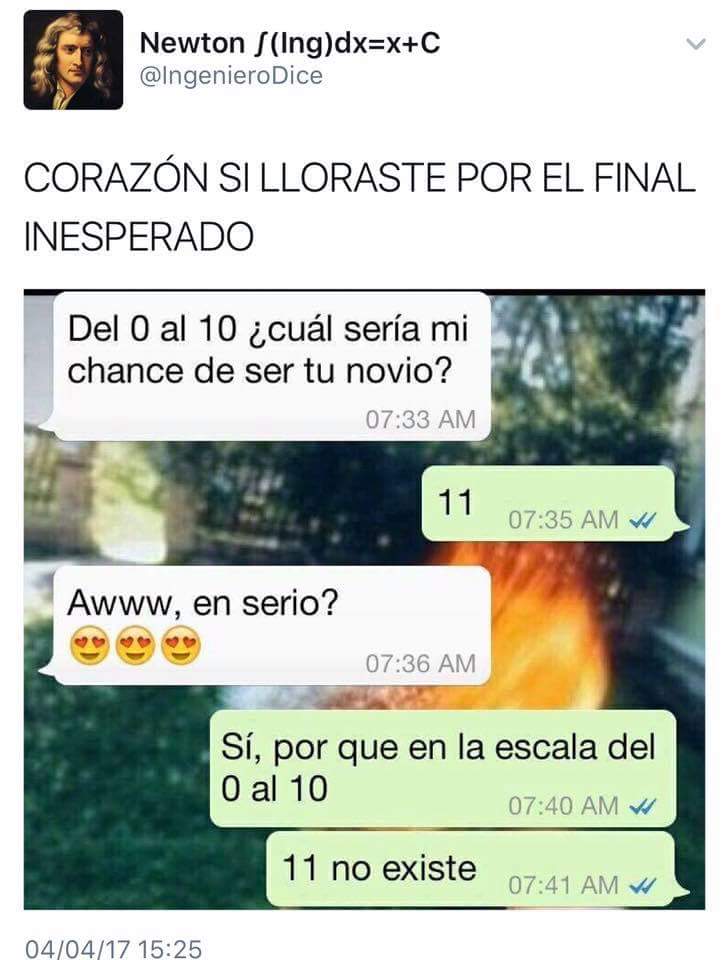 Newton ∫(Ing)dx=x+C
@IngenieroDice
CORAZÓN SI LLORASTE POR EL FINAL
INESPERADO
Del 0 al 10 ¿cuál sería mi
chance de ser tu novio?
07:33 AM
11
07:35 AM
Awww, en serio?
😍😍😍
07:36 AM
Sí, por que en la escala del
0 al 10
07:40 AM
11 no existe
07:41 AM
04/04/17 15:25